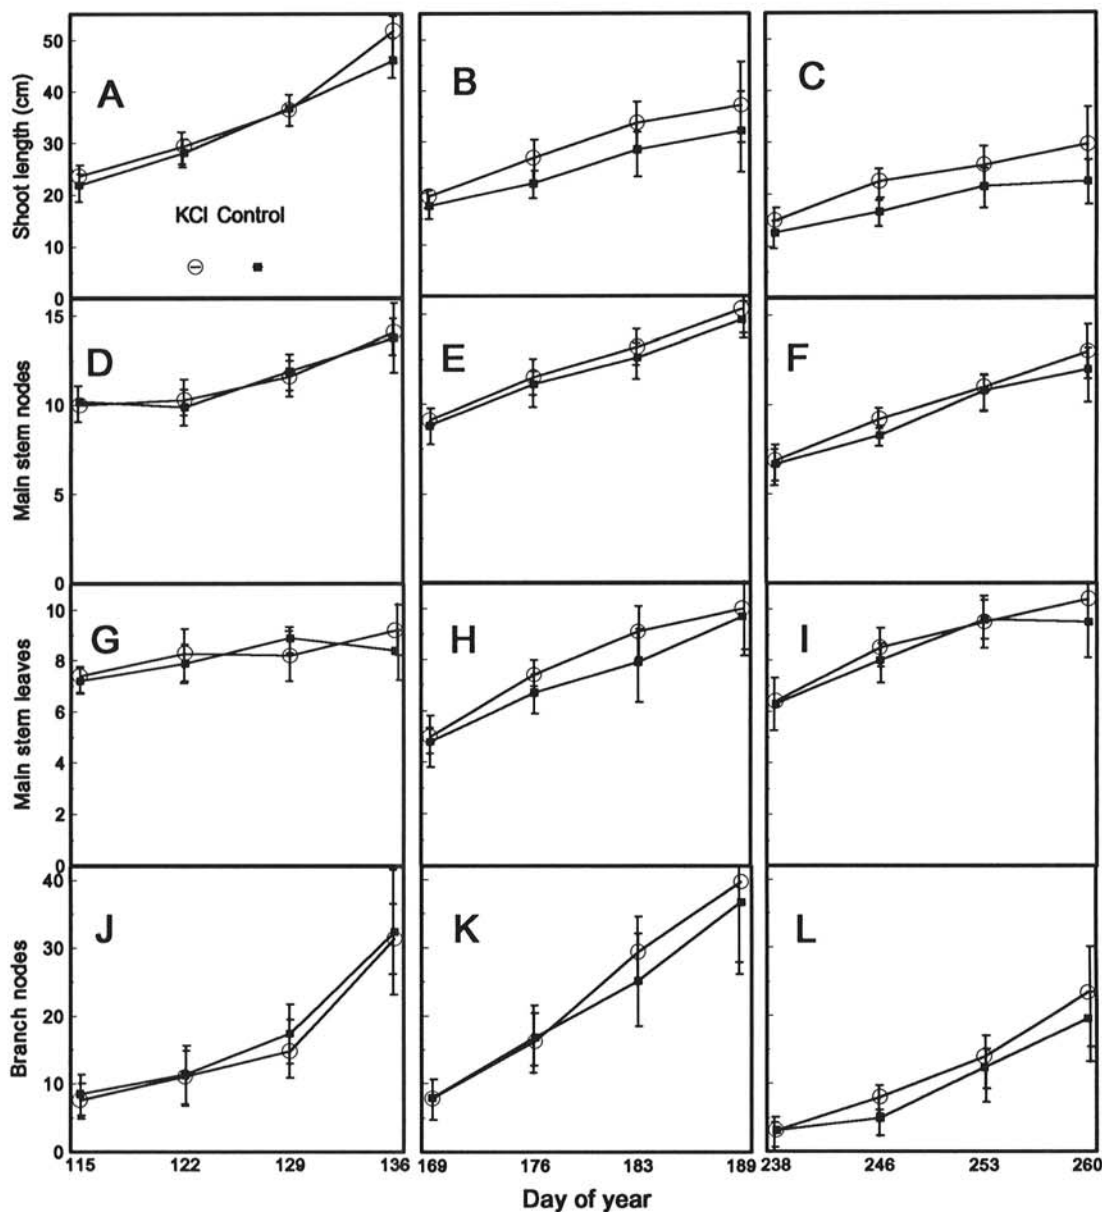 Shoot length (cm)
50
40
30
20
10
0
A
B
C
KCl Control
Main stem nodes
15
10
5
0
D
E
F
Main stem leaves
10
8
6
4
2
0
G
H
I
Branch nodes
40
30
20
10
0
J
K
L
115 122 129 136 169 176 183 189 238 246 253 260
Day of year